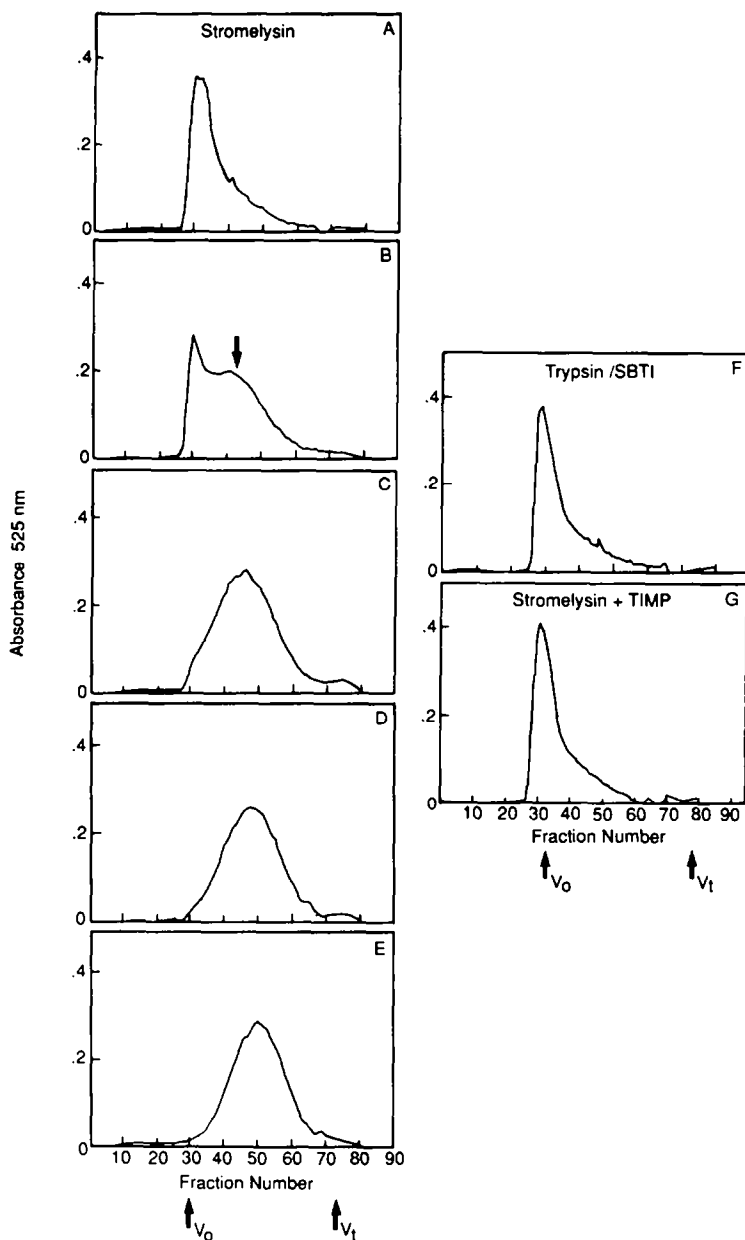 Stromelysin A
.4
.2
0
B
.4
.2
0
C
.4
.2
0
D
.4
.2
0
E
.4
.2
0
10 20 30 40 50 60 70 80 90
Fraction Number
Vo Vt
Absorbance 525 nm
Trypsin /SBTI F
.4
.2
0
Stromelysin + TIMP G
.4
.2
0
10 20 30 40 50 60 70 80 90
Fraction Number
Vo Vt